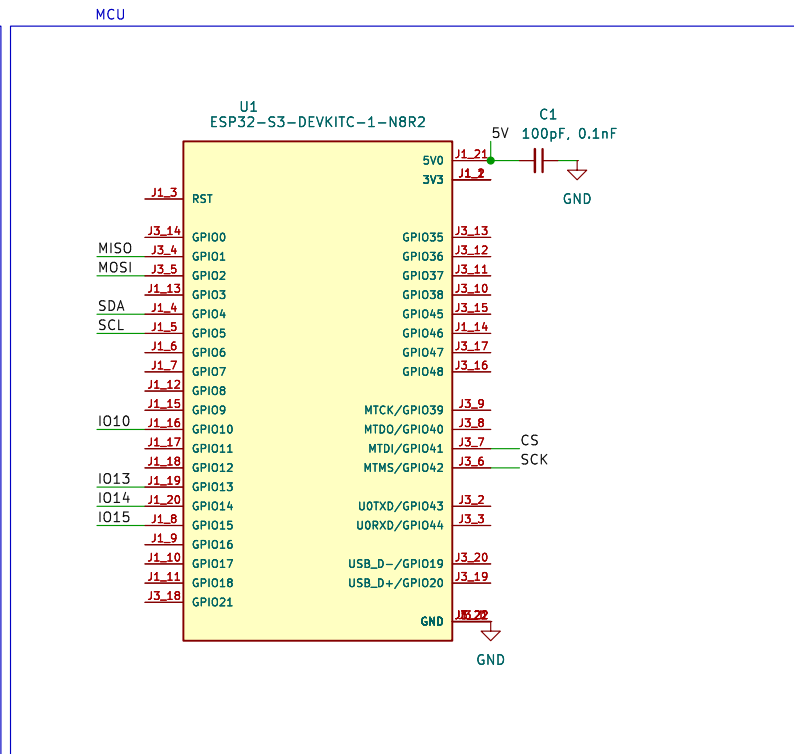 MCU
U1
ESP32-S3-DEVKITC-1-N8R2
C1
100pF, 0.1nF
5V
GND
J1_21
5V0
3V3
J1_3
RST
J3_14 GPIO0
MISO J3_4 GPIO1
MOSI J3_5 GPIO2
J1_13 GPIO3
SDA J1_4 GPIO4
SCL J1_5 GPIO5
J1_6 GPIO6
J1_7 GPIO7
J1_12 GPIO8
J1_15 GPIO9
IO10 J1_16 GPIO10
J1_17 GPIO11
J1_18 GPIO12
IO13 J1_19 GPIO13
IO14 J1_20 GPIO14
IO15 J1_8 GPIO15
J1_9 GPIO16
J1_10 GPIO17
J1_11 GPIO18
J3_18 GPIO21
GPIO35 J3_13
GPIO36 J3_12
GPIO37 J3_11
GPIO38 J3_10
GPIO45 J3_15
GPIO46 J1_14
GPIO47 J3_17
GPIO48 J3_16
MTCK/GPIO39 J3_9
MTDO/GPIO40 J3_8
MTDI/GPIO41 J3_7 CS
MTMS/GPIO42 J3_6 SCK
U0TXD/GPIO43 J3_2
U0RXD/GPIO44 J3_3
USB_D-/GPIO19 J3_20
USB_D+/GPIO20 J3_19
GND
GND